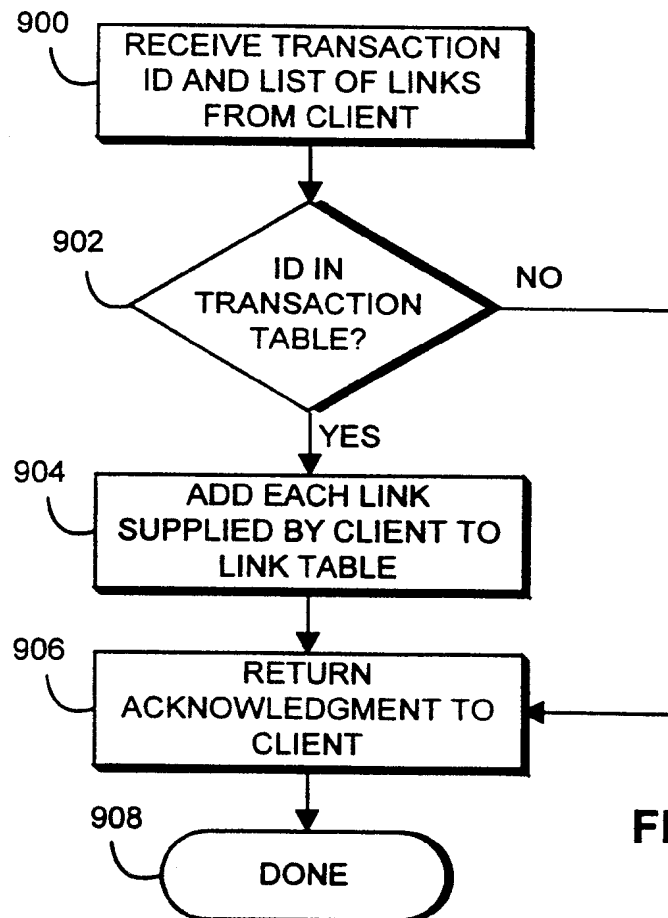 900
RECEIVE TRANSACTION
ID AND LIST OF LINKS
FROM CLIENT
902
ID IN
TRANSACTION
TABLE?
NO
YES
904
ADD EACH LINK
SUPPLIED BY CLIENT TO
LINK TABLE
906
RETURN
ACKNOWLEDGMENT TO
CLIENT
908
DONE